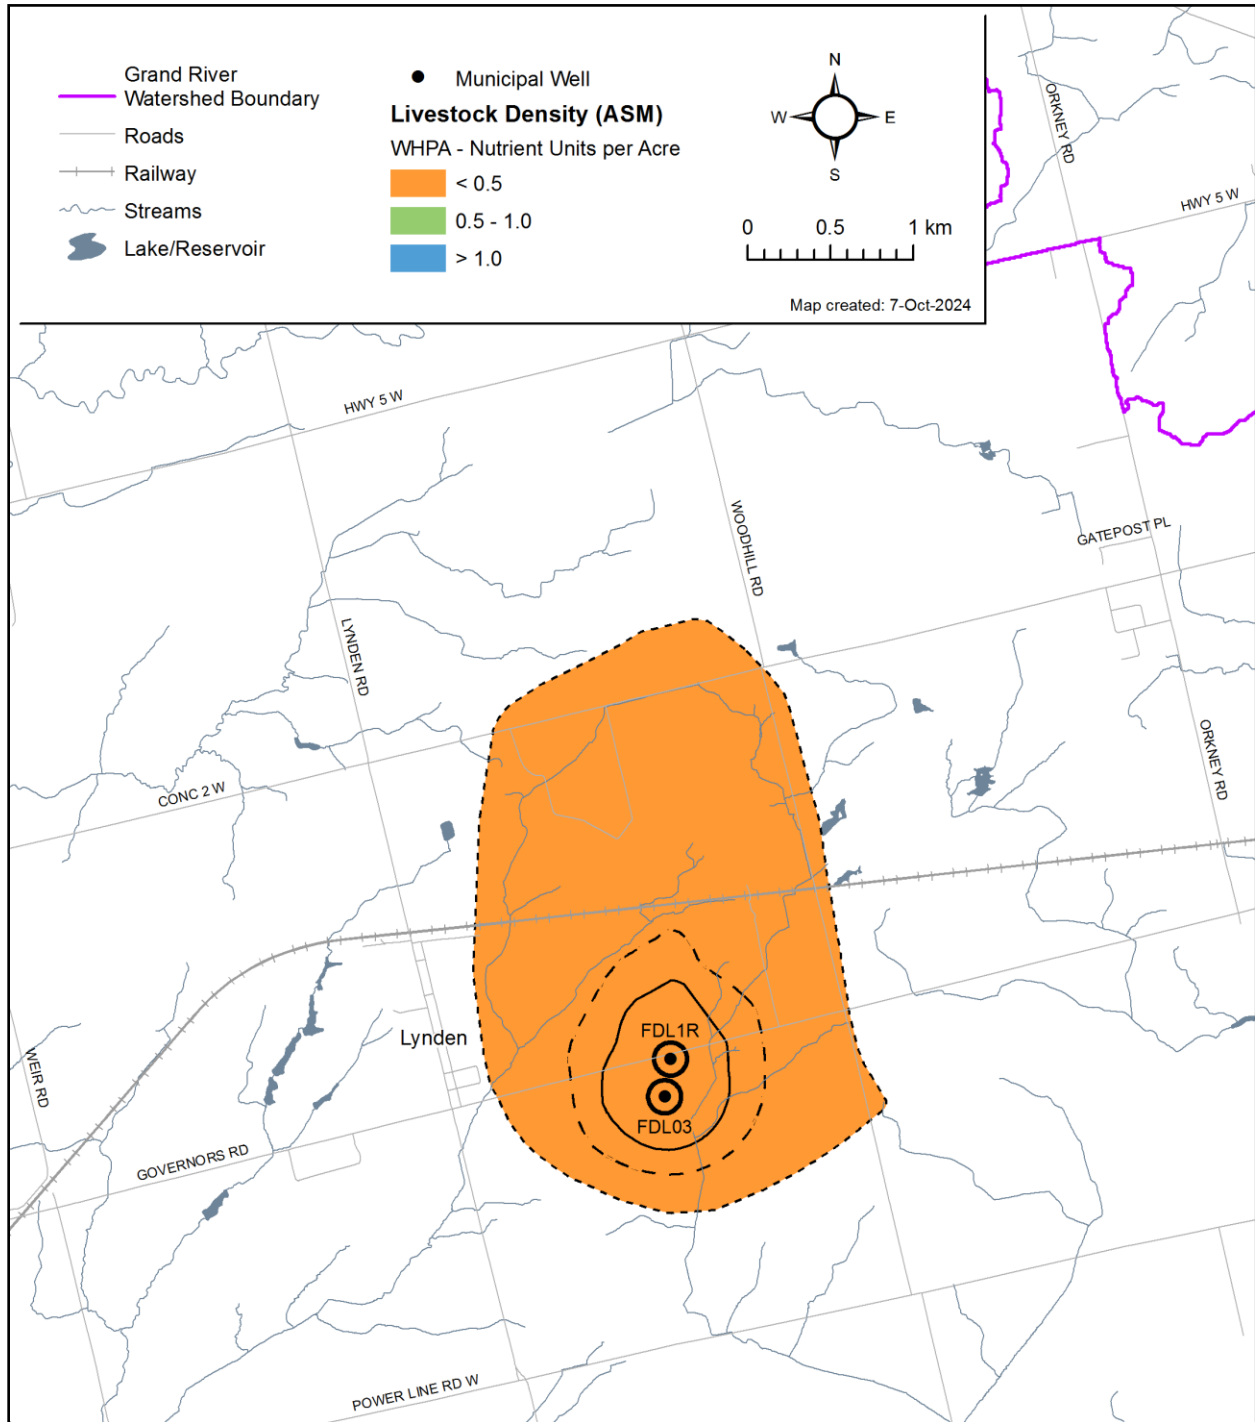 Grand River
Watershed Boundary
Roads
Railway
Streams
Lake/Reservoir
Municipal Well
Livestock Density (ASM)
WHPA - Nutrient Units per Acre
< 0.5
0.5 - 1.0
> 1.0
N
W
E
S
0 0.5 1 km
Map created: 7-Oct-2024
ORKNEY RD
HWY 5 W
HWY 5 W
WOODHILL RD
GATEPOST PL
LYNDEN RD
ORKNEY RD
CONC 2 W
Lynden
FDL1R
FDL03
WEIR RD
GOVERNORS RD
POWER LINE RD W